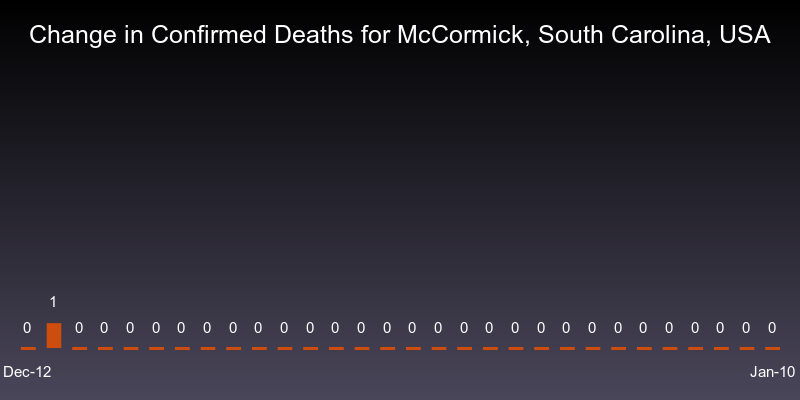 Change in Confirmed Deaths for McCormick, South Carolina, USA
1
0 0 0 0 0 0 0 0 0 0 0 0 0 0 0 0 0 0 0 0 0 0 0 0 0 0 0 0 0
Dec-12 Jan-10